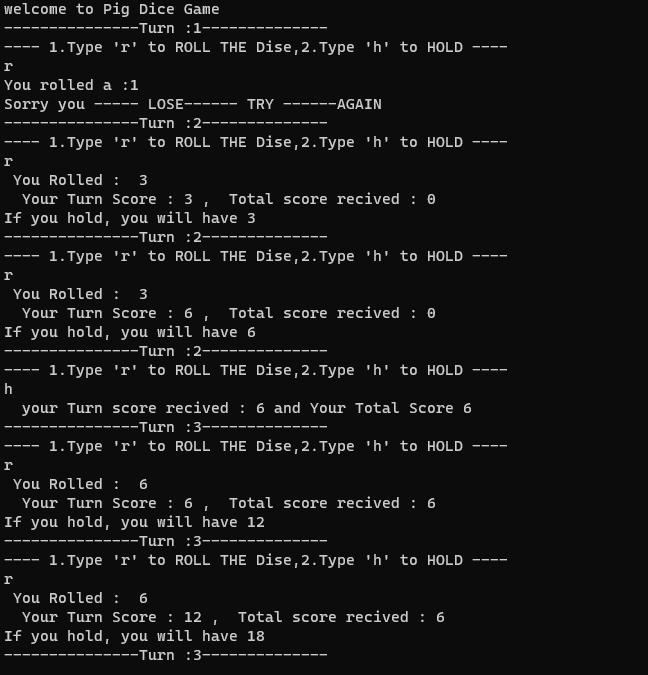 welcome to Pig Dice Game
---------------Turn :1--------------
---- 1.Type 'r' to ROLL THE Dise,2.Type 'h' to HOLD ----
r
You rolled a :1
Sorry you ----- LOSE------ TRY ------AGAIN
---------------Turn :2--------------
---- 1.Type 'r' to ROLL THE Dise,2.Type 'h' to HOLD ----
r
 You Rolled :  3
  Your Turn Score : 3 ,  Total score recived : 0
If you hold, you will have 3
---------------Turn :2--------------
---- 1.Type 'r' to ROLL THE Dise,2.Type 'h' to HOLD ----
r
 You Rolled :  3
  Your Turn Score : 6 ,  Total score recived : 0
If you hold, you will have 6
---------------Turn :2--------------
---- 1.Type 'r' to ROLL THE Dise,2.Type 'h' to HOLD ----
h
  your Turn score recived : 6 and Your Total Score 6
---------------Turn :3--------------
---- 1.Type 'r' to ROLL THE Dise,2.Type 'h' to HOLD ----
r
 You Rolled :  6
  Your Turn Score : 6 ,  Total score recived : 6
If you hold, you will have 12
---------------Turn :3--------------
---- 1.Type 'r' to ROLL THE Dise,2.Type 'h' to HOLD ----
r
 You Rolled :  6
  Your Turn Score : 12 ,  Total score recived : 6
If you hold, you will have 18
---------------Turn :3--------------